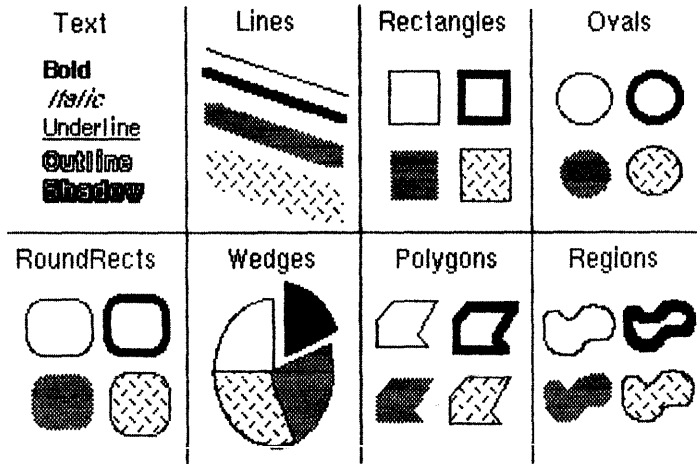 Text
Bold
Italic
Underline
Outline
Shadow
Lines
Rectangles
Ovals
RoundRects
Wedges
Polygons
Regions